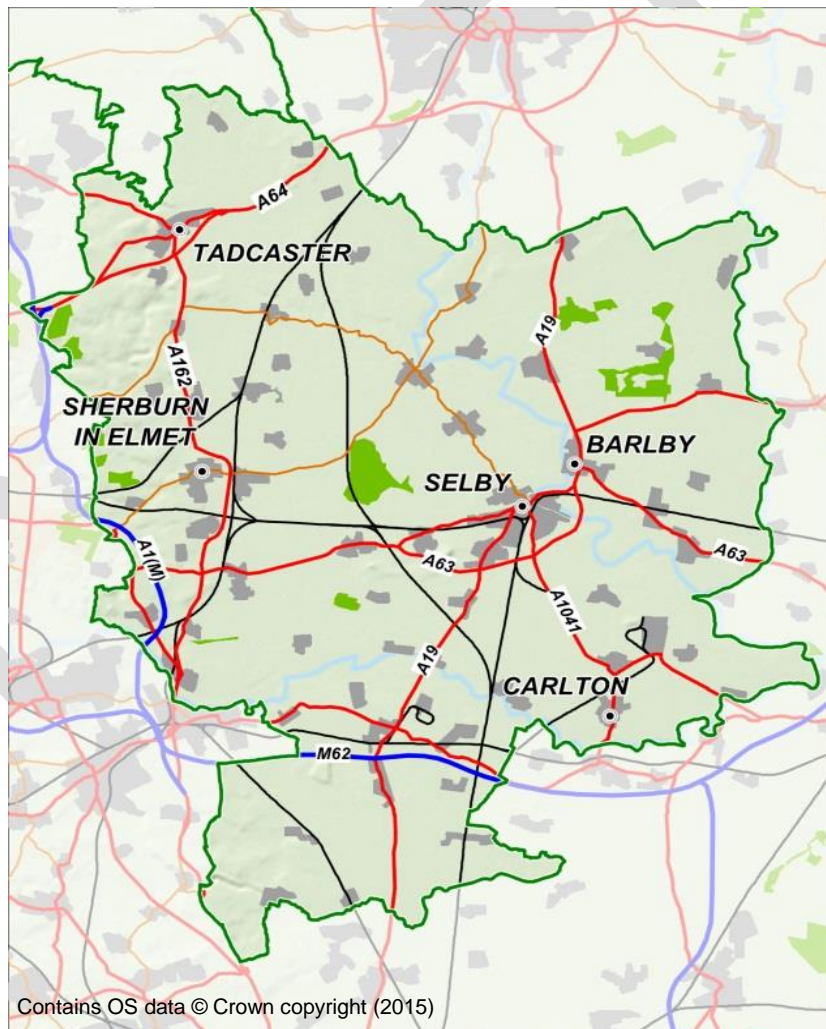 A64
TADCASTER
A19
A162
SHERBURN
IN ELMET
BARLBY
SELBY
A1(M)
A63
A63
A1041
A19
CARLTON
M62
Contains OS data © Crown copyright (2015)